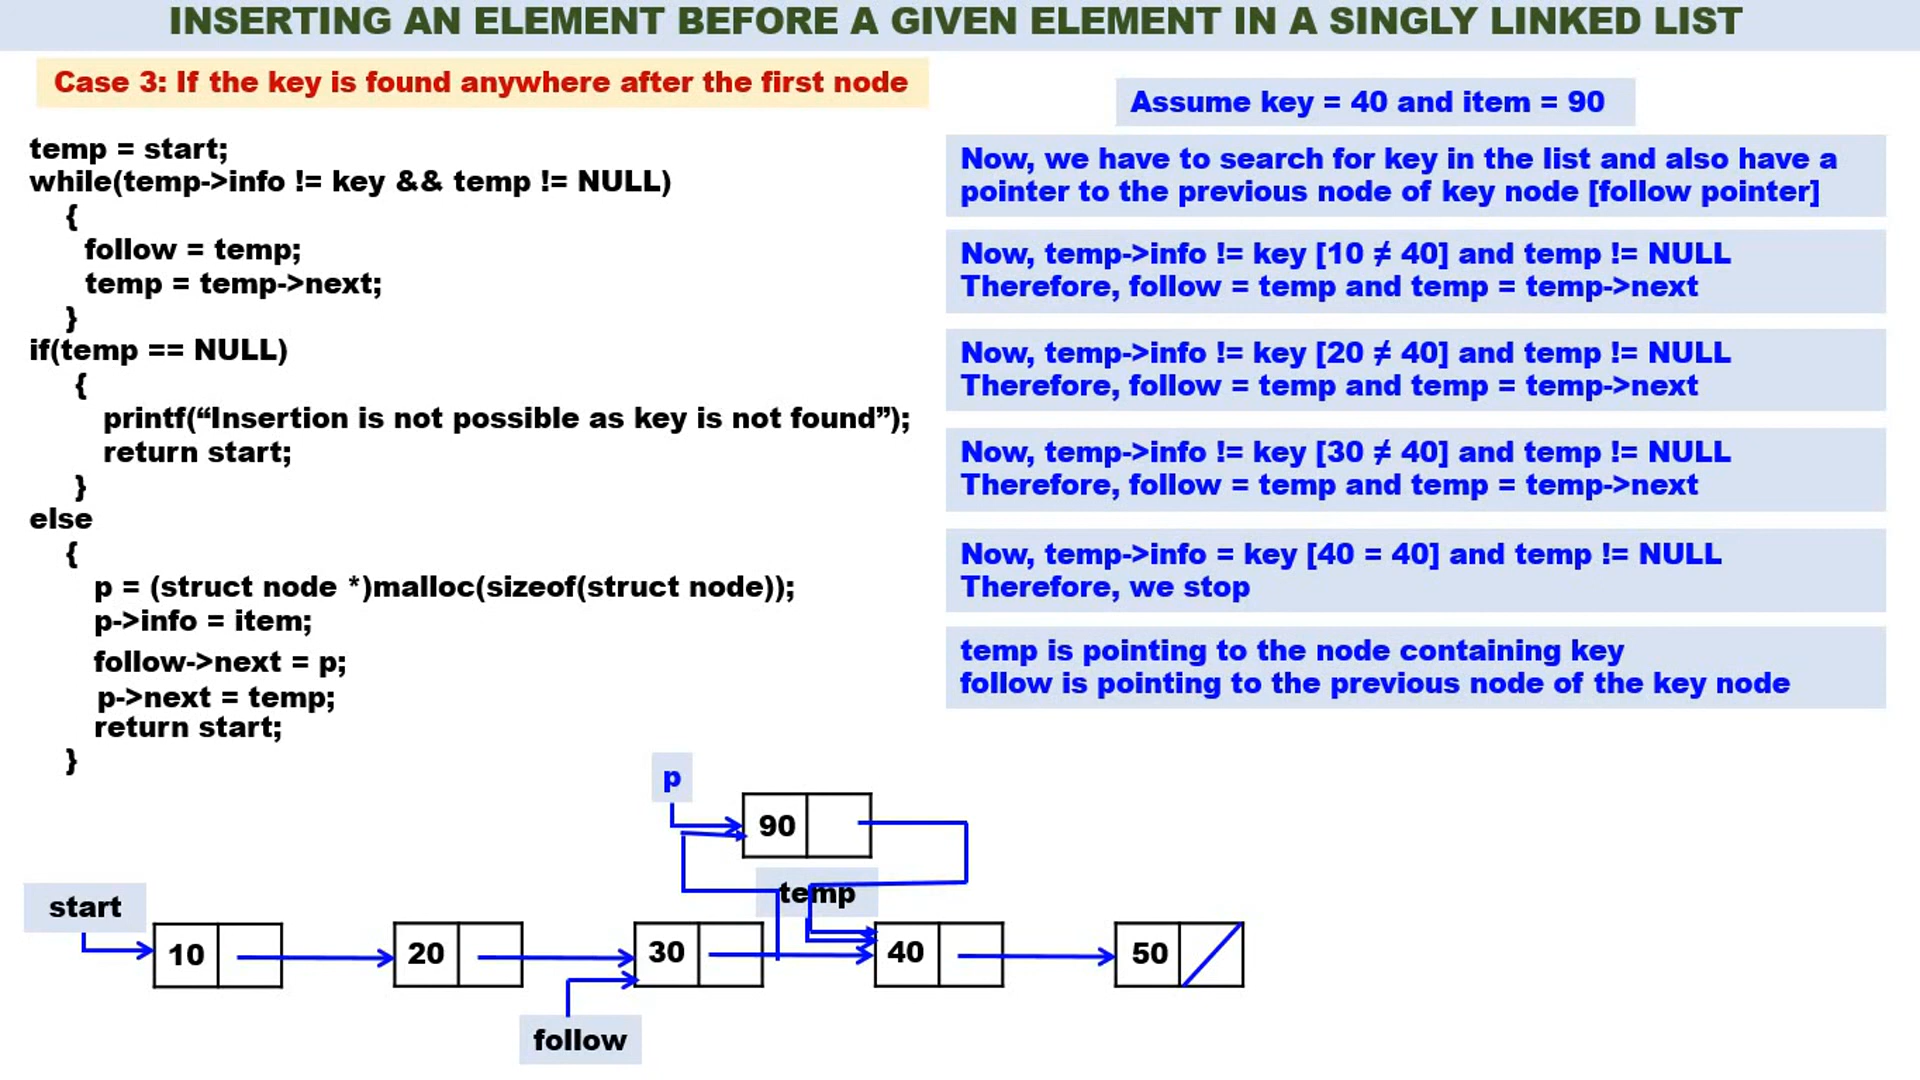 INSERTING AN ELEMENT BEFORE A GIVEN ELEMENT IN A SINGLY LINKED LIST
Case 3: If the key is found anywhere after the first node
temp = start;
while(temp->info != key && temp != NULL)
{
follow = temp;
temp = temp->next;
}
if(temp == NULL)
{
printf(“Insertion is not possible as key is not found”);
return start;
}
else
{
p = (struct node *)malloc(sizeof(struct node));
p->info = item;
follow->next = p;
p->next = temp;
return start;
}
Assume key = 40 and item = 90
Now, we have to search for key in the list and also have a
pointer to the previous node of key node [follow pointer]
Now, temp->info != key [10 ≠ 40] and temp != NULL
Therefore, follow = temp and temp = temp->next
Now, temp->info != key [20 ≠ 40] and temp != NULL
Therefore, follow = temp and temp = temp->next
Now, temp->info != key [30 ≠ 40] and temp != NULL
Therefore, follow = temp and temp = temp->next
Now, temp->info = key [40 = 40] and temp != NULL
Therefore, we stop
temp is pointing to the node containing key
follow is pointing to the previous node of the key node
p
90
start
temp
10
20
30
40
50
follow